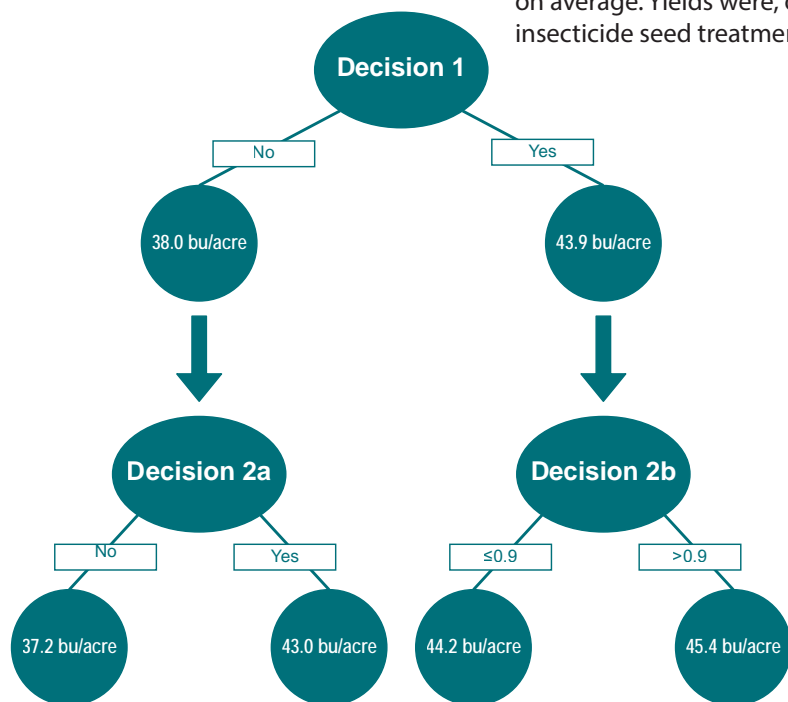 on average. Yields were,
insecticide seed
Decision 1
No
Yes
38.0 bu/acre
43.9 bu/acre
Decision 2a
Decision 2b
No
Yes
≤0.9
>0.9
37.2 bu/acre
43.0 bu/acre
44.2 bu/acre
45.4 bu/acre